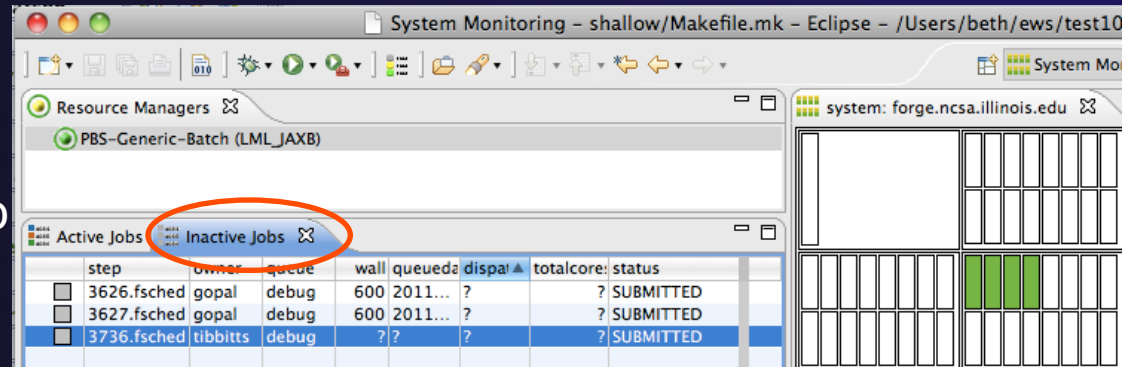 System Monitoring - shallow/Makefile.mk - Eclipse - /Users/beth/ews/test10
010
System Mon
Resource Managers
system: forge.ncsa.illinois.edu
PBS-Generic-Batch (LML_JAXB)
Active Jobs Inactive Jobs
step owner queue wall queueda dispat totalcore: status
3626.fsched gopal debug 600 2011... ? ? SUBMITTED
3627.fsched gopal debug 600 2011... ? ? SUBMITTED
3736.fsched tibbitts debug ? ? ? ? SUBMITTED